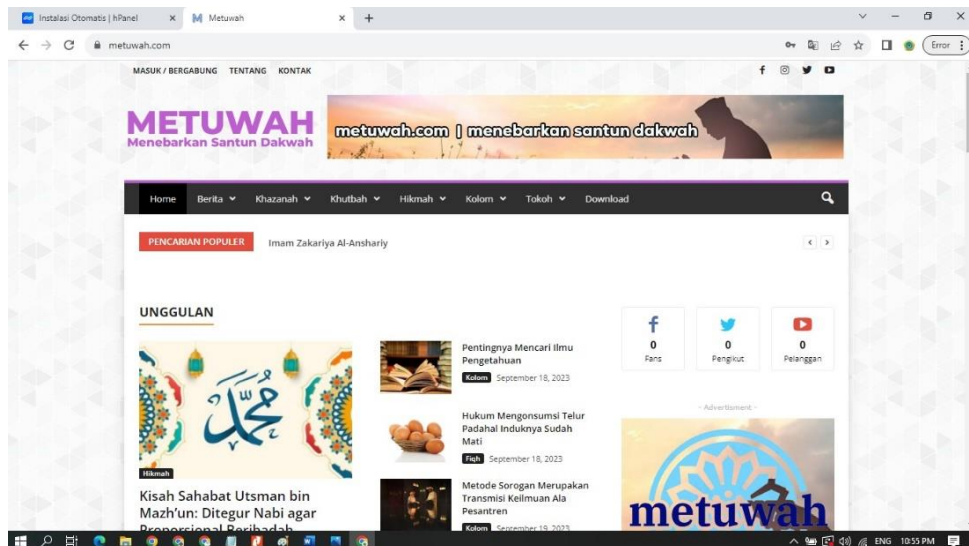 Instalasi Otomatis | hPanel
Metuwah
metuwah.com
Error
MASUK / BERGABUNG TENTANG KONTAK
METUWAH
Menebarkan Santun Dakwah
metuwah.com | menebarkan santun dakwah
Home Berita Khazanah Khutbah Hikmah Kolom Tokoh Download
PENCARIAN POPULER Imam Zakariya Al-Anshariy
UNGGULAN
محمد
Hikmah
Kisah Sahabat Utsman bin
Mazh'un: Ditegur Nabi agar
Proporsional Beribadah
Pentingnya Mencari Ilmu
Pengetahuan
Kolom September 18, 2023
Hukum Mengonsumsi Telur
Padahal Induknya Sudah
Mati
Fiqh September 18, 2023
Metode Sorogan Merupakan
Transmisi Keilmuan Ala
Pesantren
Kolom September 19, 2023
0 0 0
Fans Pengikut Pelanggan
- Advertisment -
metuwah
ENG 10:55 PM